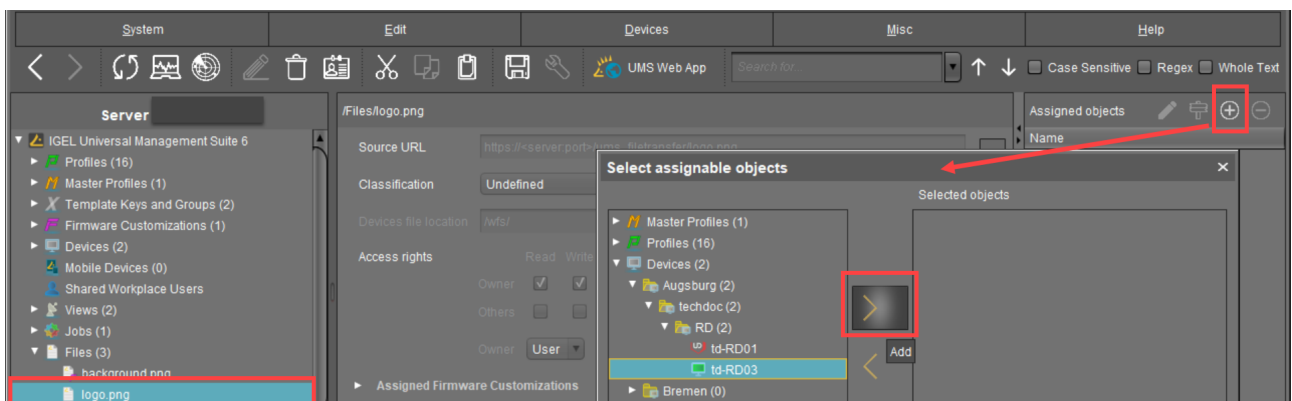 System Edit Devices Misc Help
UMS Web App Search for... Case Sensitive Regex Whole Text
Server
IGEL Universal Management Suite 6
Profiles (16)
Master Profiles (1)
Template Keys and Groups (2)
Firmware Customizations (1)
Devices (2)
Mobile Devices (0)
Shared Workplace Users
Views (2)
Jobs (1)
Files (3)
background.png
logo.png
/Files/logo.png
Source URL https://<server:port>/ums_filetransfer/logo.png
Classification Undefined
Devices file location /wfs/
Access rights Read Write
Owner
Others
Owner User
Assigned Firmware Customizations
Assigned objects
Name
Select assignable objects
Selected objects
Master Profiles (1)
Profiles (16)
Devices (2)
Augsburg (2)
techdoc (2)
RD (2)
td-RD01
td-RD03
Bremen (0)
Add